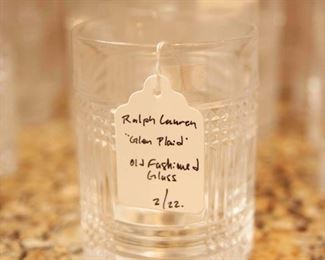 Ralph Lauren
"Glen Plaid"
Old Fashioned
Glass
2/22.